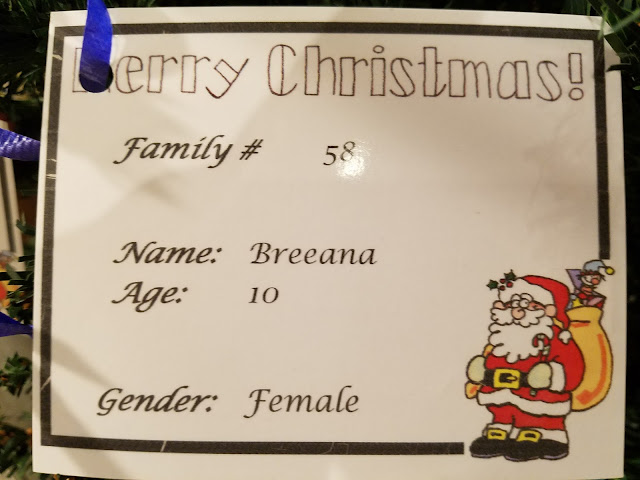 Merry Christmas!
Family # 58
Name: Breeana
Age: 10
Gender: Female